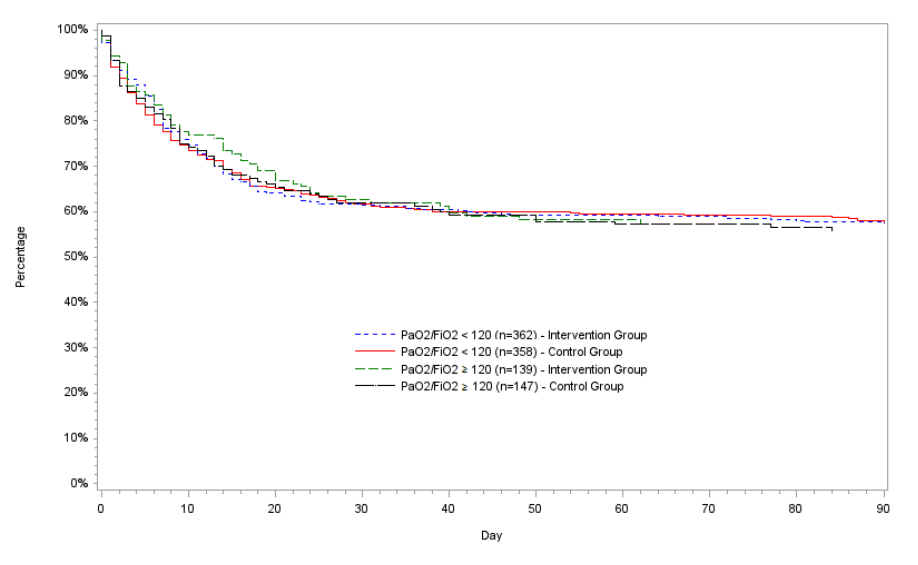 100%
90%
80%
70%
60%
50%
40%
30%
20%
10%
0%
Percentage
PaO2/FiO2 < 120 (n=362) - Intervention Group
PaO2/FiO2 < 120 (n=358) - Control Group
PaO2/FiO2 ≥ 120 (n=139) - Intervention Group
PaO2/FiO2 ≥ 120 (n=147) - Control Group
0 10 20 30 40 50 60 70 80 90
Day